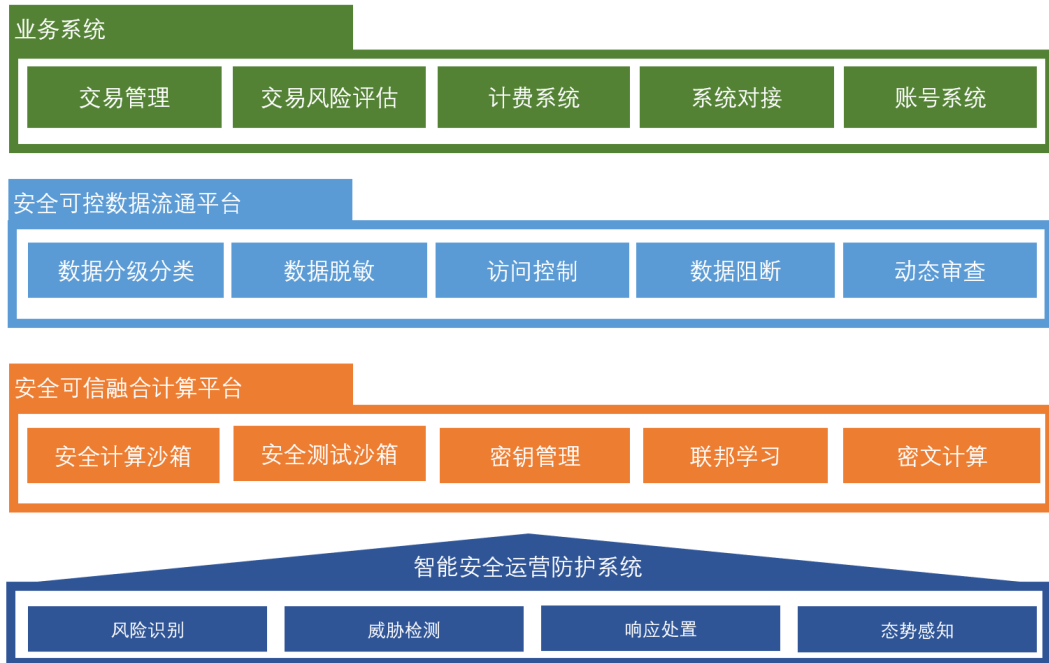 业务系统
交易管理 交易风险评估 计费系统 系统对接 账号系统
安全可控数据流通平台
数据分级分类 数据脱敏 访问控制 数据阻断 动态审查
安全可信融合计算平台
安全计算沙箱 安全测试沙箱 密钥管理 联邦学习 密文计算
智能安全运营防护系统
风险识别 威胁检测 响应处置 态势感知